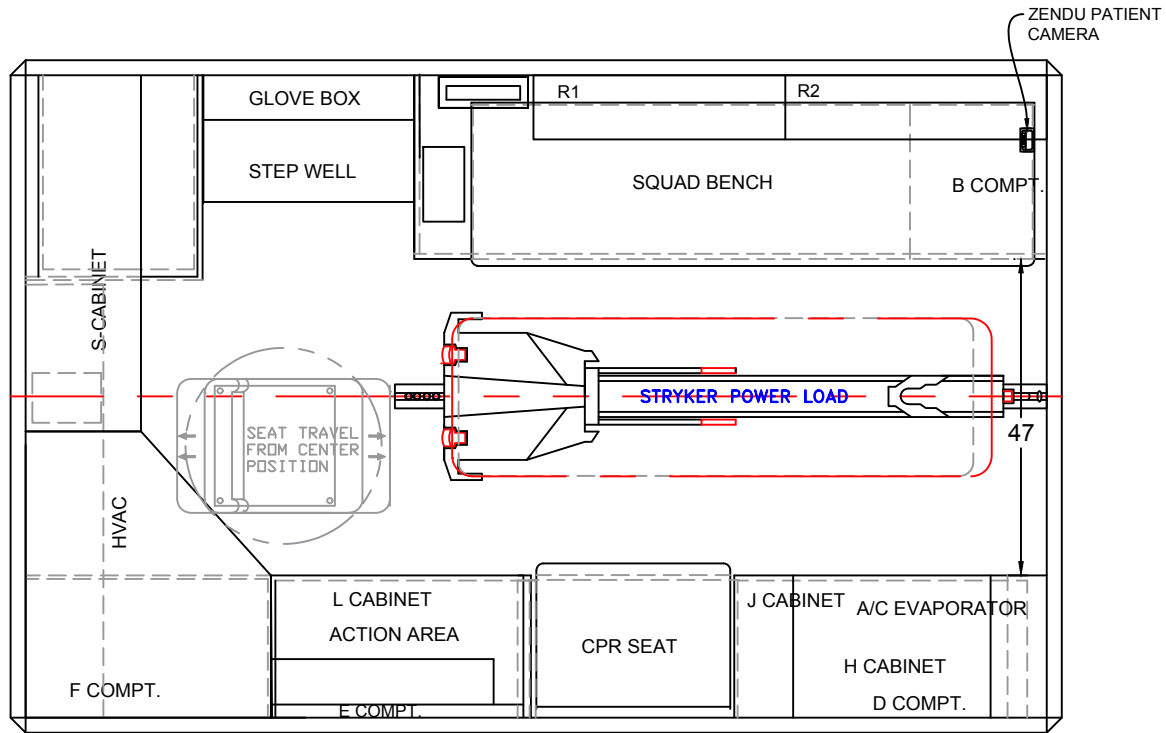 ZENDU PATIENT
CAMERA
GLOVE BOX
R1
R2
STEP WELL
SQUAD BENCH
B COMPT.
S-CABINET
STRYKER POWER LOAD
47
SEAT TRAVEL
FROM CENTER
POSITION
HVAC
L CABINET
J CABINET
A/C EVAPORATOR
ACTION AREA
CPR SEAT
H CABINET
F COMPT.
D COMPT.
E COMPT.